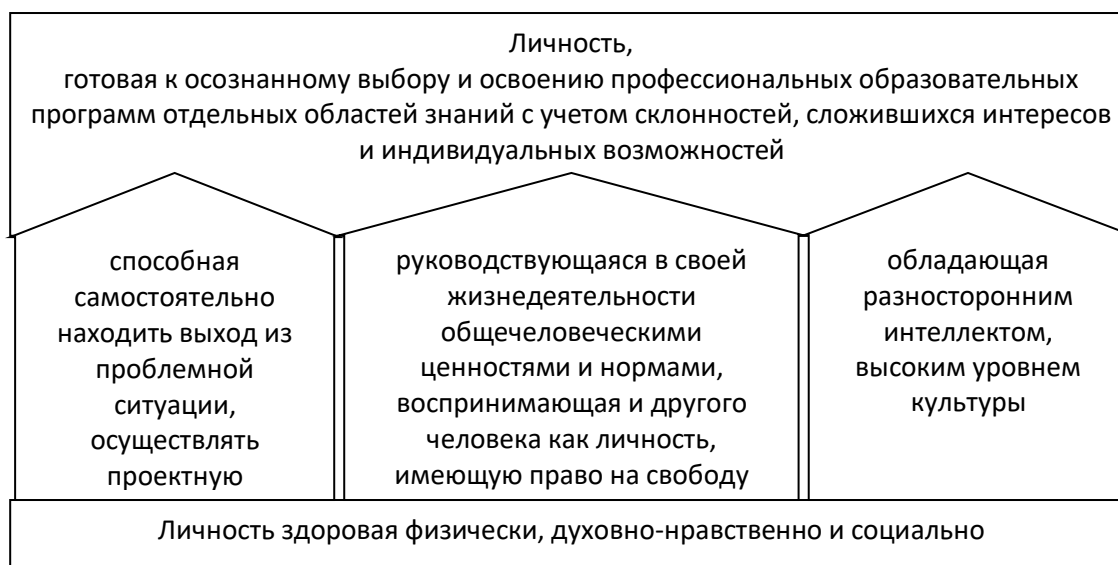 Личность,
готовая к осознанному выбору и освоению профессиональных образовательных
программ отдельных областей знаний с учетом склонностей, сложившихся интересов
и индивидуальных возможностей
способная
самостоятельно
находить выход из
проблемной
ситуации,
осуществлять
проектную
руководствующаяся в своей
жизнедеятельности
общечеловеческими
ценностями и нормами,
воспринимающая и другого
человека как личность,
имеющую право на свободу
обладающая
разносторонним
интеллектом,
высоким уровнем
культуры
Личность здоровая физически, духовно-нравственно и социально